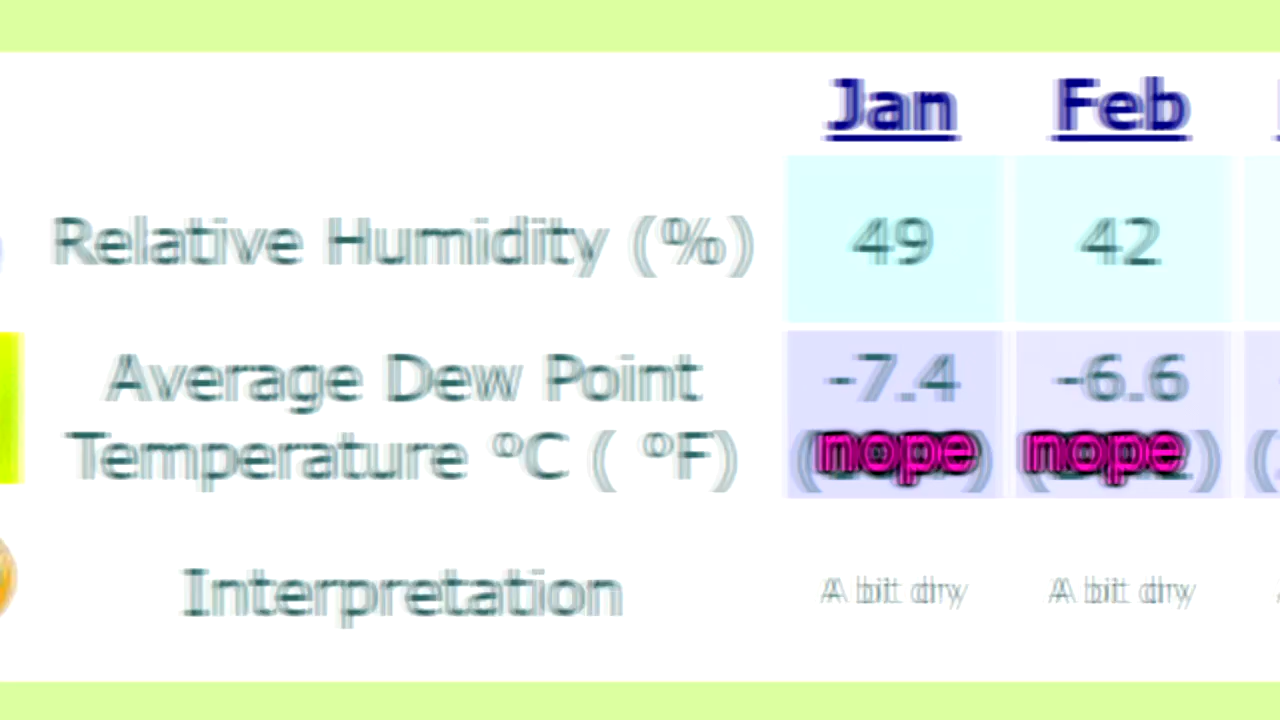 Jan Feb
Relative Humidity (%) 49 42
Average Dew Point -7.4 -6.6
Temperature °C ( °F) nope nope
Interpretation A bit dry A bit dry